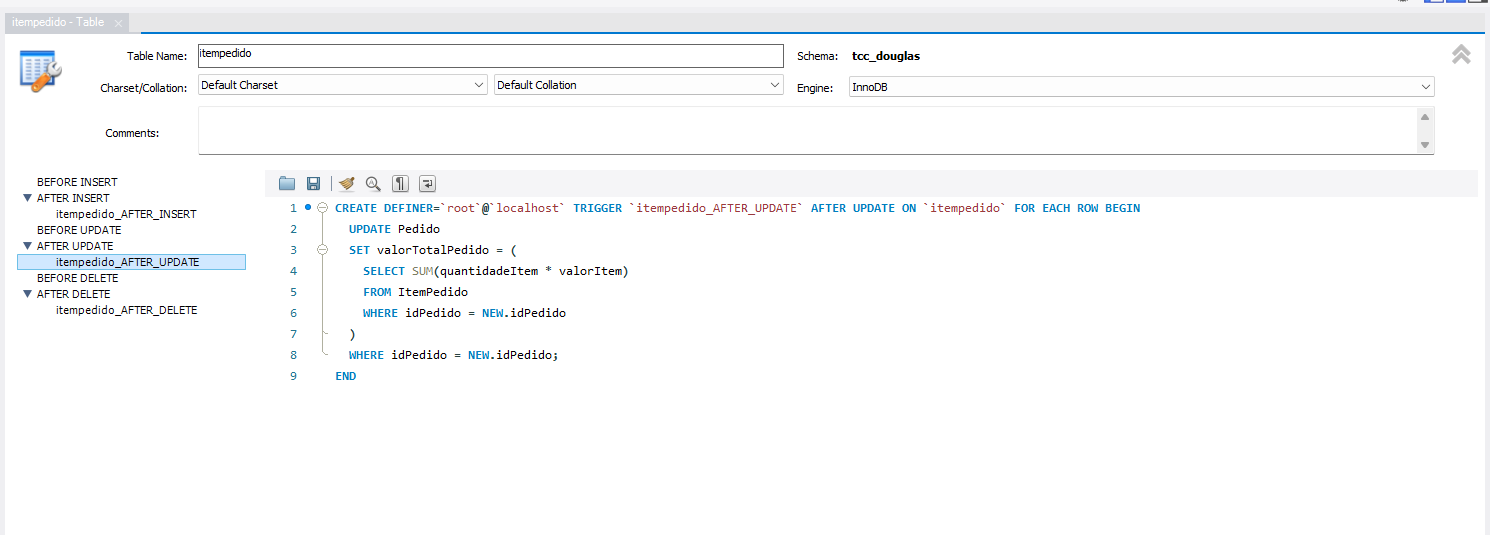 itempedido - Table ×
Table Name: itempedido Schema: tcc_douglas
Charset/Collation: Default Charset Default Collation Engine: InnoDB
Comments:
BEFORE INSERT
AFTER INSERT
itempedido_AFTER_INSERT
BEFORE UPDATE
AFTER UPDATE
itempedido_AFTER_UPDATE
BEFORE DELETE
AFTER DELETE
itempedido_AFTER_DELETE
1 CREATE DEFINER=`root`@`localhost` TRIGGER `itempedido_AFTER_UPDATE` AFTER UPDATE ON `itempedido` FOR EACH ROW BEGIN
2 UPDATE Pedido
3 SET valorTotalPedido = (
4 SELECT SUM(quantidadeItem * valorItem)
5 FROM ItemPedido
6 WHERE idPedido = NEW.idPedido
7 )
8 WHERE idPedido = NEW.idPedido;
9 END